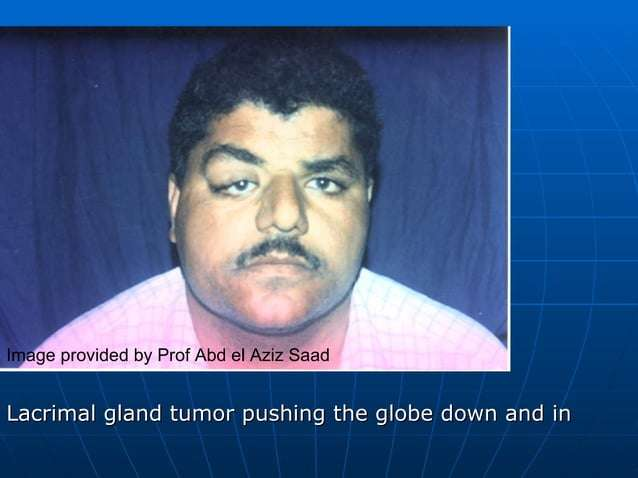 Image provided by Prof Abd el Aziz Saad
Lacrimal gland tumor pushing the globe down and in